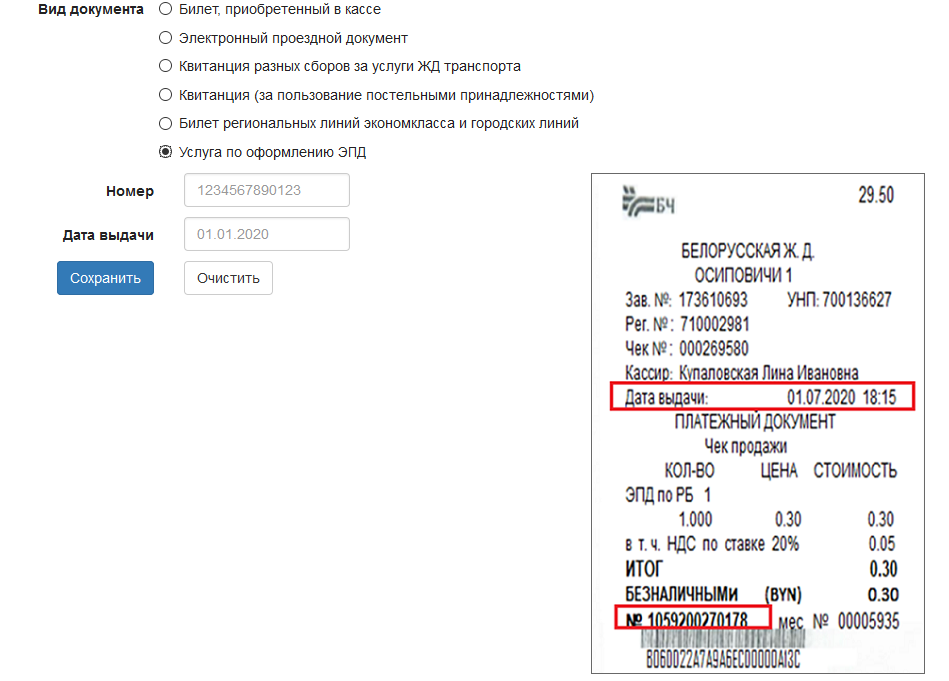 Вид документа
Билет, приобретенный в кассе
Электронный проездной документ
Квитанция разных сборов за услуги ЖД транспорта
Квитанция (за пользование постельными принадлежностями)
Билет региональных линий экономкласса и городских линий
Услуга по оформлению ЭПД
Номер 1234567890123
Дата выдачи 01.01.2020
Сохранить Очистить
БЧ 29.50
БЕЛОРУССКАЯ Ж. Д.
ОСИПОВИЧИ 1
Зав. №: 173610693 УНП: 700136627
Рег. №: 710002981
Чек №: 000269580
Кассир: Купаловская Лина Ивановна
Дата выдачи: 01.07.2020 18:15
ПЛАТЕЖНЫЙ ДОКУМЕНТ
Чек продажи
КОЛ-ВО ЦЕНА СТОИМОСТЬ
ЭПД по РБ 1
1.000 0.30 0.30
в т. ч. НДС по ставке 20% 0.05
ИТОГ 0.30
БЕЗНАЛИЧНЫМИ (BYN) 0.30
№ 1059200270178 мес № 00005935
B060022A7A9A6EC00000A13C